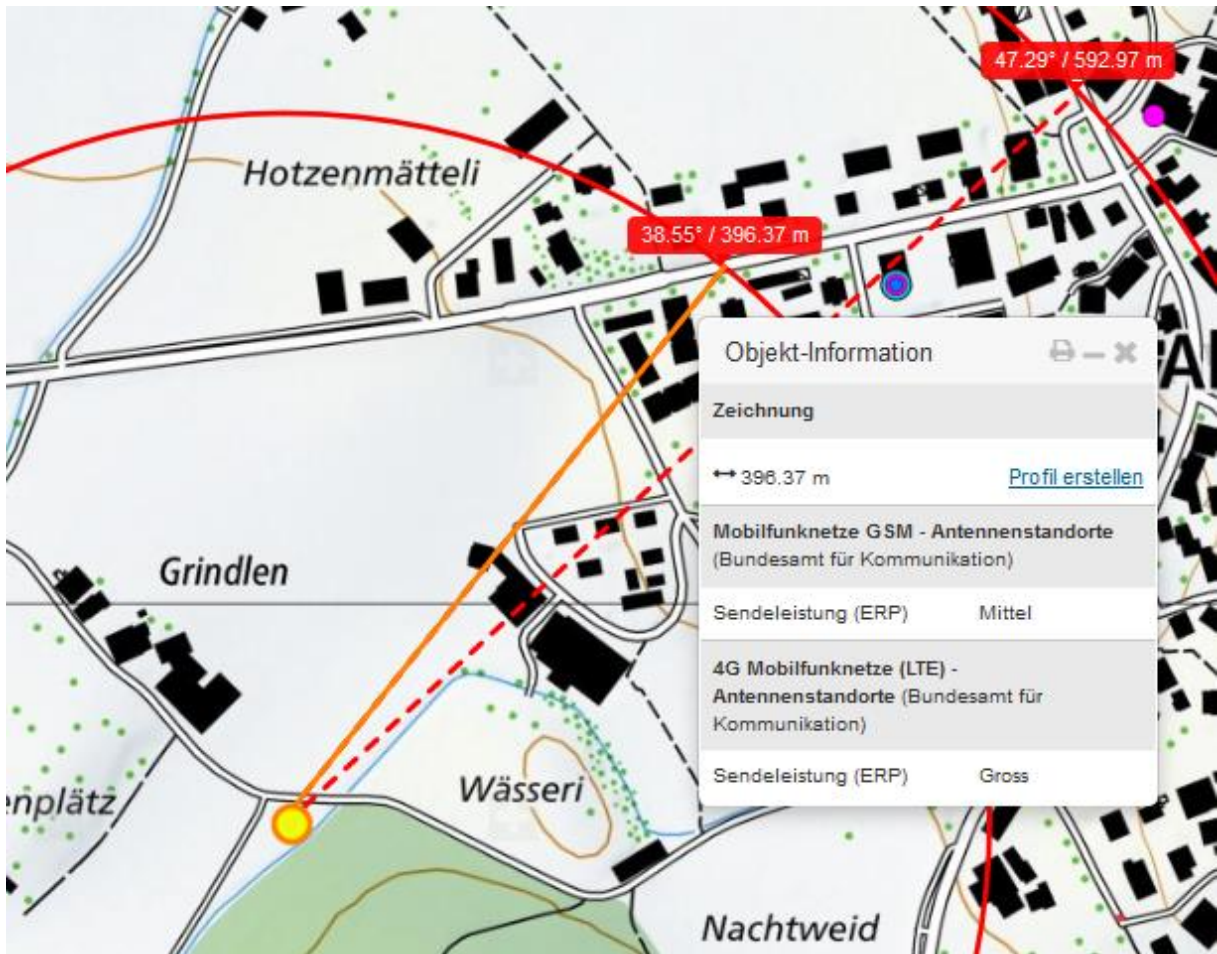 47.29° / 592.97 m
Hotzenmätteli
38.55° / 396.37 m
Objekt-Information
Al
Zeichnung
396.37 m Profil erstellen
Mobilfunknetze GSM - Antennenstandorte
(Bundesamt für Kommunikation)
Grindlen
Sendeleistung (ERP) Mittel
4G Mobilfunknetze (LTE) -
Antennenstandorte (Bundesamt für
Kommunikation)
Sendeleistung (ERP) Gross
enplätz
Wässeri
Nachtweid